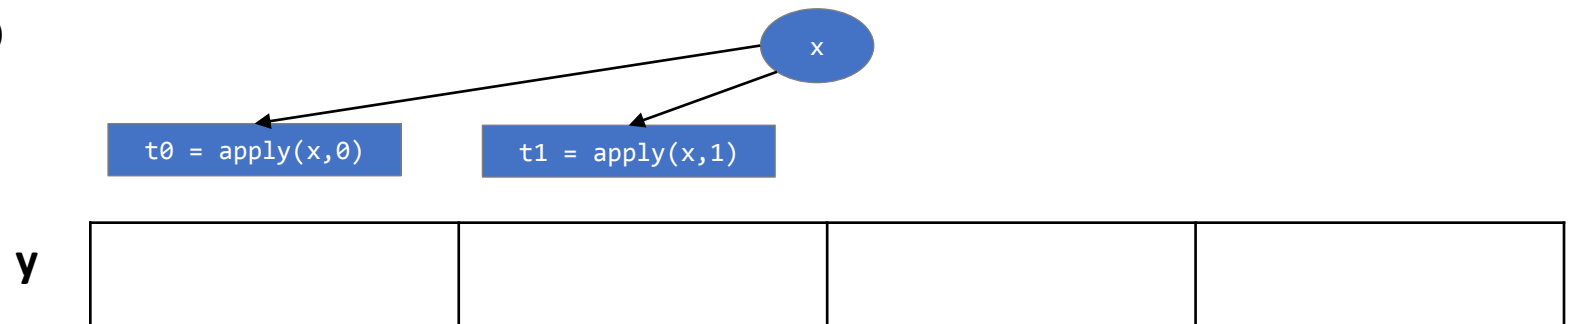 )
x
t0 = apply(x,0)
t1 = apply(x,1)
y